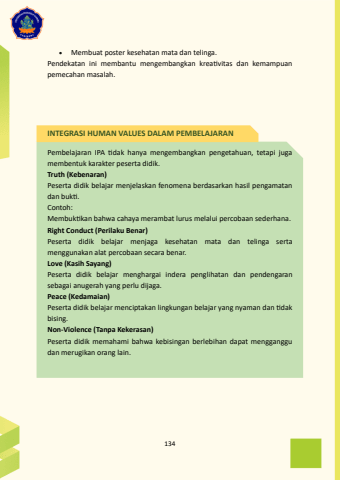 • Membuat poster kesehatan mata dan telinga.
Pendekatan ini membantu mengembangkan kreativitas dan kemampuan
pemecahan masalah.
INTEGRASI HUMAN VALUES DALAM PEMBELAJARAN
Pembelajaran IPA tidak hanya mengembangkan pengetahuan, tetapi juga
membentuk karakter peserta didik.
Truth (Kebenaran)
Peserta didik belajar menjelaskan fenomena berdasarkan hasil pengamatan
dan bukti.
Contoh:
Membuktikan bahwa cahaya merambat lurus melalui percobaan sederhana.
Right Conduct (Perilaku Benar)
Peserta didik belajar menjaga kesehatan mata dan telinga serta
menggunakan alat percobaan secara benar.
Love (Kasih Sayang)
Peserta didik belajar menghargai indera penglihatan dan pendengaran
sebagai anugerah yang perlu dijaga.
Peace (Kedamaian)
Peserta didik belajar menciptakan lingkungan belajar yang nyaman dan tidak
bising.
Non-Violence (Tanpa Kekerasan)
Peserta didik memahami bahwa kebisingan berlebihan dapat mengganggu
dan merugikan orang lain.
134